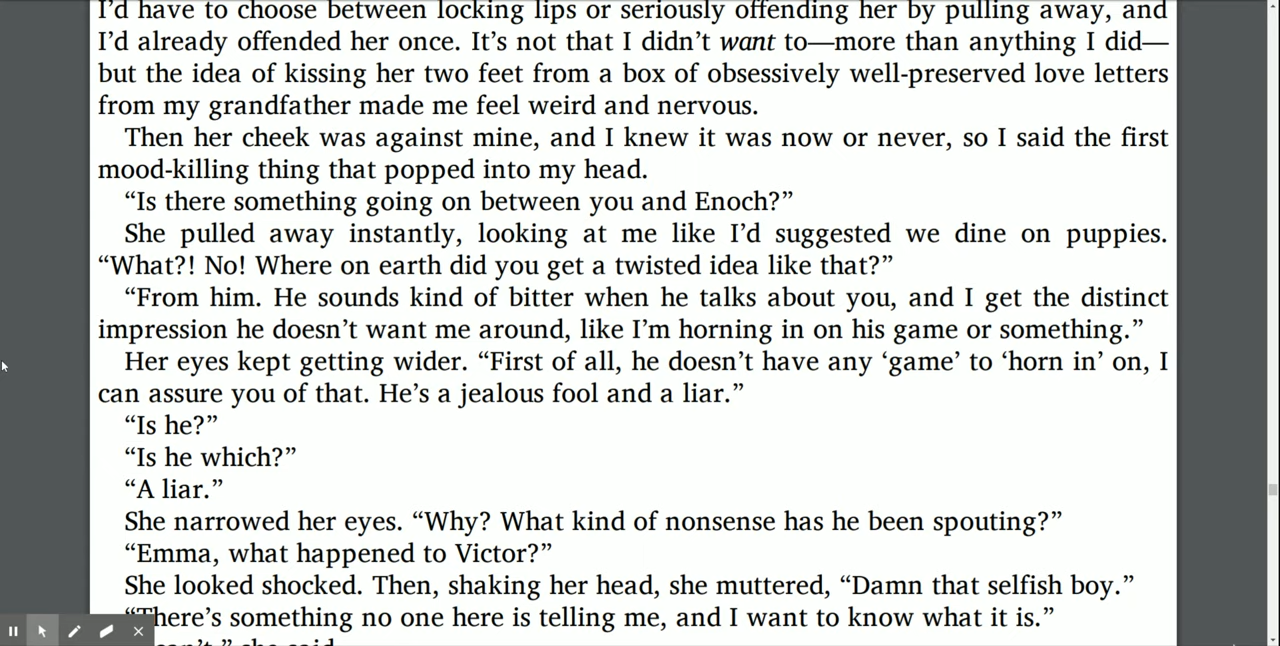 I'd have to choose between locking lips or seriously offending her by pulling away, and
I'd already offended her once. It's not that I didn't want to—more than anything I did—
but the idea of kissing her two feet from a box of obsessively well-preserved love letters
from my grandfather made me feel weird and nervous.
Then her cheek was against mine, and I knew it was now or never, so I said the first
mood-killing thing that popped into my head.
“Is there something going on between you and Enoch?”
She pulled away instantly, looking at me like I'd suggested we dine on puppies.
“What?! No! Where on earth did you get a twisted idea like that?”
“From him. He sounds kind of bitter when he talks about you, and I get the distinct
impression he doesn't want me around, like I'm horning in on his game or something.”
Her eyes kept getting wider. “First of all, he doesn't have any ‘game’ to ‘horn in’ on, I
can assure you of that. He's a jealous fool and a liar.”
“Is he?”
“Is he which?”
“A liar.”
She narrowed her eyes. “Why? What kind of nonsense has he been spouting?”
“Emma, what happened to Victor?”
She looked shocked. Then, shaking her head, she muttered, “Damn that selfish boy.”
“There's something no one here is telling me, and I want to know what it is.”
can't,” she said